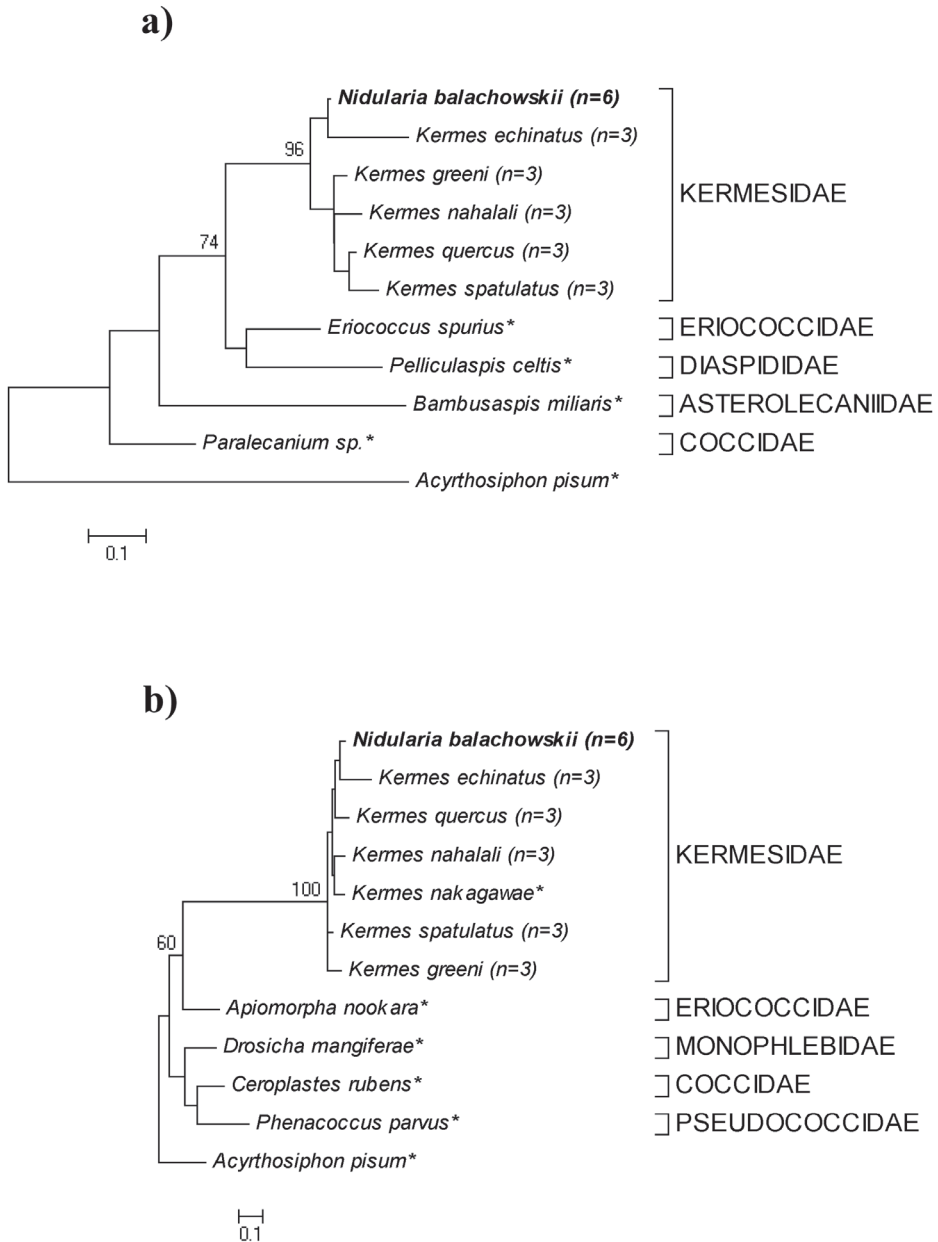 a)
Nidularia balachowskii (n=6)
Kermes echinatus (n=3)
96
Kermes greeni (n=3)
KERMESIDAE
Kermes nahalali (n=3)
74
Kermes quercus (n=3)
Kermes spatulatus (n=3)
Eriococcus spurius*
ERIOCOCCIDAE
Pelliculaspis celtis*
DIASPIDIDAE
Bambusaspis miliaris*
ASTEROLECANIIDAE
Paralecanium sp.*
COCCIDAE
Acyrthosiphon pisum*
0.1
b)
Nidularia balachowskii (n=6)
Kermes echinatus (n=3)
Kermes quercus (n=3)
Kermes nahalali (n=3)
KERMESIDAE
100
Kermes nakagawae*
Kermes spatulatus (n=3)
60
Kermes greeni (n=3)
Apiomorpha nookara*
ERIOCOCCIDAE
Drosicha mangiferae*
MONOPHLEBIDAE
Ceroplastes rubens*
COCCIDAE
Phenacoccus parvus*
PSEUDOCOCCIDAE
Acyrthosiphon pisum*
0.1